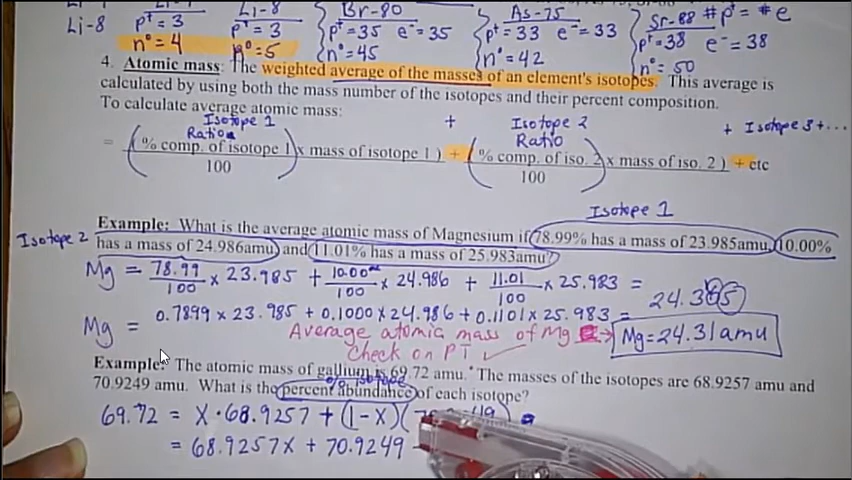 Li-8
p⁺ = 3
n° = 4
Li-8
p⁺ = 3
n° = 5
Br-80
p⁺ = 35 e⁻ = 35
n° = 45
As-75
p⁺ = 33 e⁻ = 33
n° = 42
Sr-88 #p⁺ = #e
p⁺ = 38 e⁻ = 38
n° = 50
4. Atomic mass: The weighted average of the masses of an element's isotopes. This average is
calculated by using both the mass number of the isotopes and their percent composition.
To calculate average atomic mass:
Isotope 1 + Isotope 2 + Isotope 3 + ...
Ratio Ratio
= ( % comp. of isotope 1 x mass of isotope 1 ) + ( % comp. of iso. 2 x mass of iso. 2 ) + etc
100 100
Isotope 1
Example: What is the average atomic mass of Magnesium if 78.99% has a mass of 23.985amu, 10.00%
Isotope 2 has a mass of 24.986amu and 11.01% has a mass of 25.983amu?
Mg = 78.99/100 x 23.985 + 10.00/100 x 24.986 + 11.01/100 x 25.983 =
24.305
Mg = 0.7899 x 23.985 + 0.1000 x 24.986 + 0.1101 x 25.983 =
Average atomic mass of Mg → Mg = 24.31 amu
Check on PT ✓
Example: The atomic mass of gallium is 69.72 amu. The masses of the isotopes are 68.9257 amu and
70.9249 amu. What is the percent abundance of each isotope?
69.72 = X · 68.9257 + (1-X)(
= 68.9257X + 70.9249